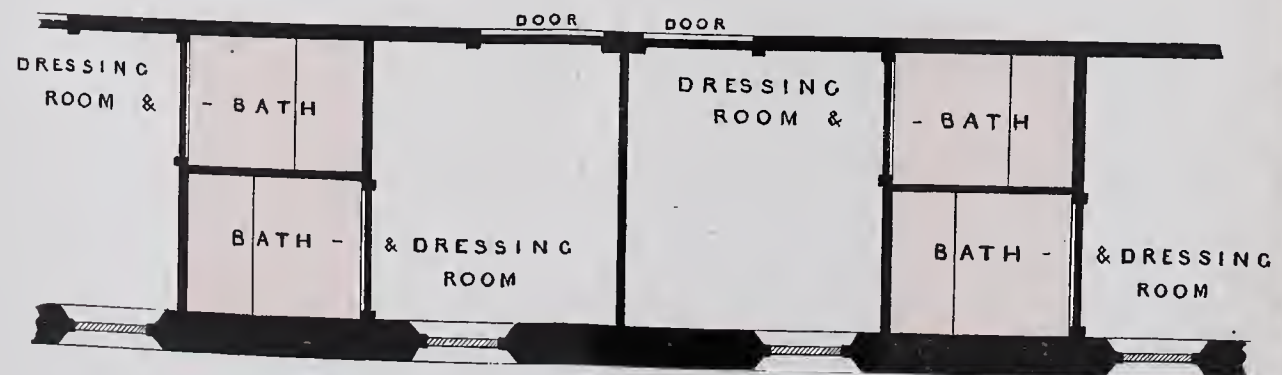 DOOR DOOR
DRESSING
ROOM & - BATH
BATH - & DRESSING
ROOM
DRESSING
ROOM & - BATH
BATH - & DRESSING
ROOM